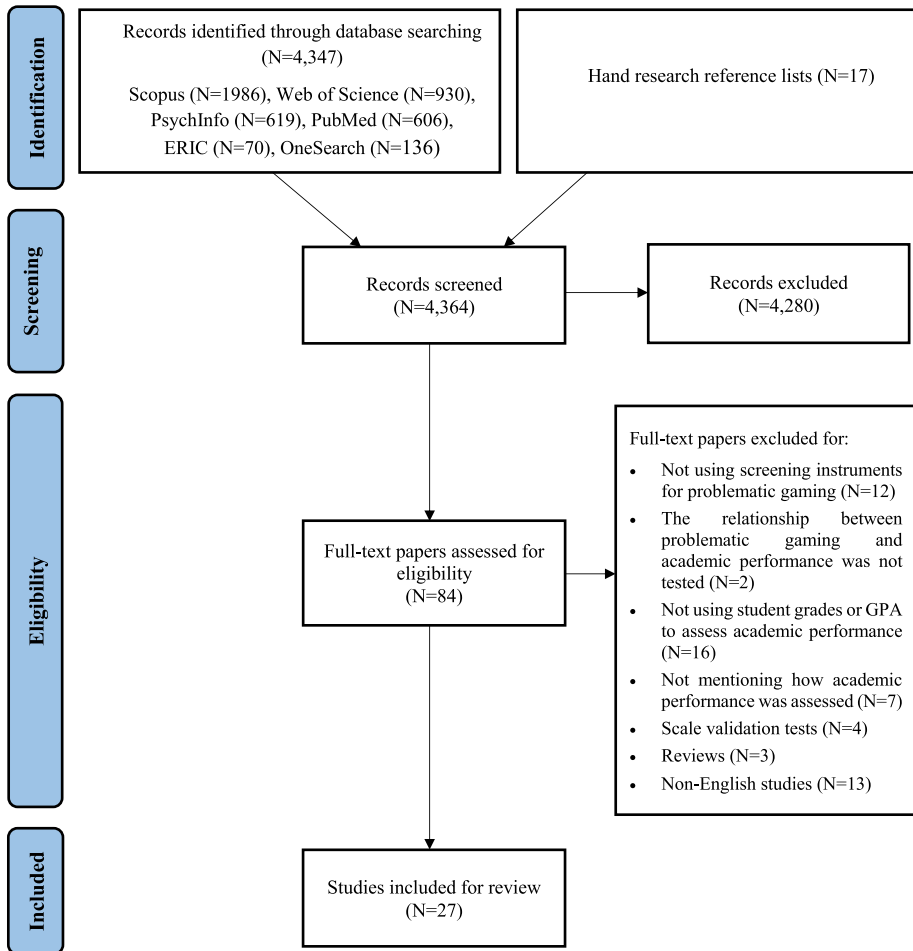 Identification
Records identified through database searching
(N=4,347)
Scopus (N=1986), Web of Science (N=930),
PsychInfo (N=619), PubMed (N=606),
ERIC (N=70), OneSearch (N=136)
Hand research reference lists (N=17)
Screening
Records screened
(N=4,364)
Records excluded
(N=4,280)
Eligibility
Full-text papers assessed for
eligibility
(N=84)
Full-text papers excluded for:
• Not using screening instruments
for problematic gaming (N=12)
• The relationship between
problematic gaming and
academic performance was not
tested (N=2)
• Not using student grades or GPA
to assess academic performance
(N=16)
• Not mentioning how academic
performance was assessed (N=7)
• Scale validation tests (N=4)
• Reviews (N=3)
• Non-English studies (N=13)
Included
Studies included for review
(N=27)